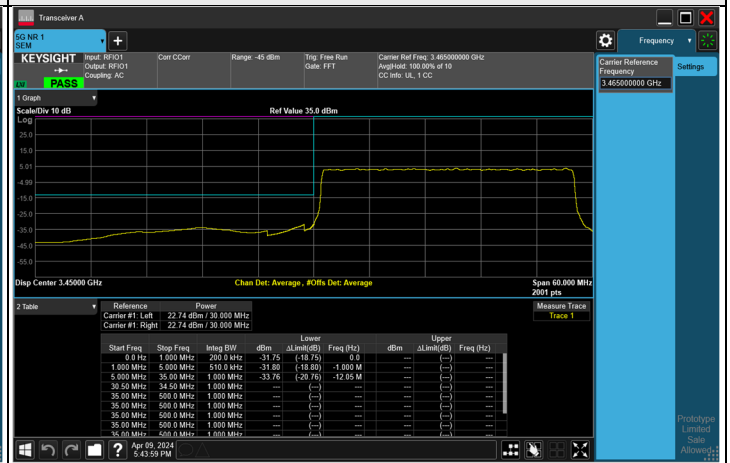 Transceiver A
5G NR 1
SEM
Frequency
KEYSIGHT
Input: RFIO1
Output: RFIO1
Coupling: AC
Corr CCorr
Range: -45 dBm
Trig: Free Run
Gate: FFT
Carrier Ref Freq: 3.465000000 GHz
Avg|Hold: 100.00% of 10
CC Info: UL, 1 CC
LW
PASS
Carrier Reference
Frequency
3.465000000 GHz
Settings
1 Graph
Scale/Div 10 dB
Ref Value 35.0 dBm
Log
25.0
15.0
5.01
-4.99
-15.0
-25.0
-35.0
-45.0
-55.0
Disp Center 3.45000 GHz
Chan Det: Average, #Offs Det: Average
Span 60.000 MHz
2001 pts
2 Table
Reference Power
Carrier #1: Left 22.74 dBm / 30.000 MHz
Carrier #1: Right 22.74 dBm / 30.000 MHz
Measure Trace
Trace 1
Lower Upper
Start Freq Stop Freq Integ BW dBm ΔLimit(dB) Freq (Hz) dBm ΔLimit(dB) Freq (Hz)
0.0 Hz 1.000 MHz 200.0 kHz -31.75 (-18.75) 0.0 --- (---) ---
1.000 MHz 5.000 MHz 510.0 kHz -31.80 (-18.80) -1.000 M --- (---) ---
5.000 MHz 35.00 MHz 1.000 MHz -33.76 (-20.76) -12.05 M --- (---) ---
30.50 MHz 34.50 MHz 1.000 MHz --- (---) --- --- (---) ---
35.00 MHz 500.0 MHz 1.000 MHz --- (---) --- --- (---) ---
35.00 MHz 500.0 MHz 1.000 MHz --- (---) --- --- (---) ---
35.00 MHz 500.0 MHz 1.000 MHz --- (---) --- --- (---) ---
35.00 MHz 500.0 MHz 1.000 MHz --- (---) --- --- (---) ---
Prototype
Limited
Sale
Allowed
?
Apr 09, 2024
5:43:59 PM